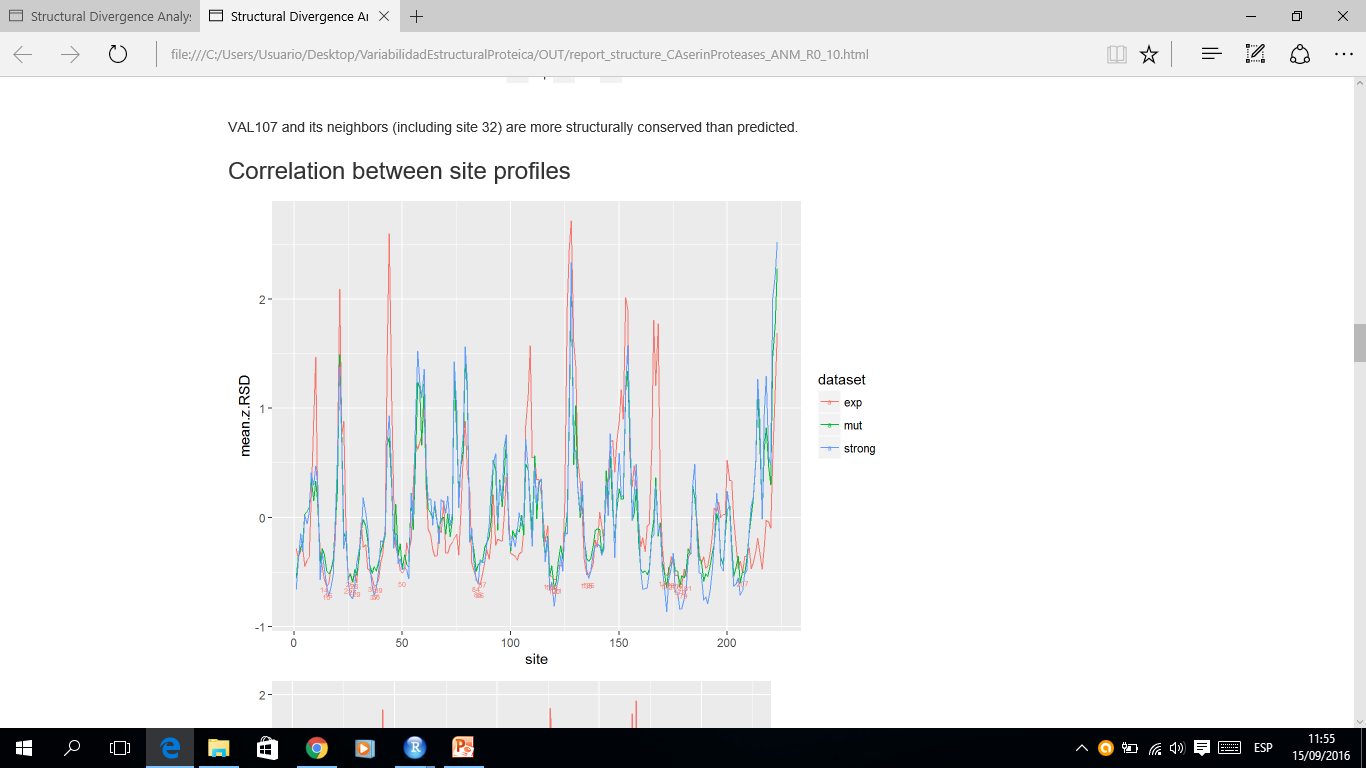 Structural Divergence Analys
Structural Divergence Ar
file:///C:/Users/Usuario/Desktop/VariabilidadEstructuralProteica/OUT/report_structure_CAserinProteases_ANM_R0_10.html
VAL107 and its neighbors (including site 32) are more structurally conserved than predicted.
Correlation between site profiles
mean.z.RSD
2
1
0
-1
50
0
50
100
150
200
site
dataset
exp
mut
strong
2
ESP
11:55
15/09/2016